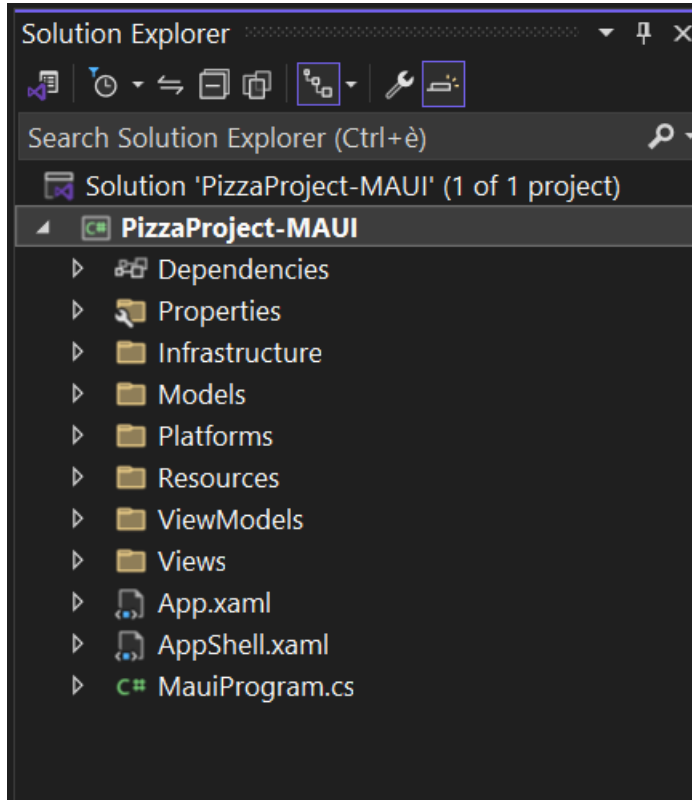 Solution Explorer
Search Solution Explorer (Ctrl+è)
Solution 'PizzaProject-MAUI' (1 of 1 project)
C# PizzaProject-MAUI
Dependencies
Properties
Infrastructure
Models
Platforms
Resources
ViewModels
Views
App.xaml
AppShell.xaml
C# MauiProgram.cs